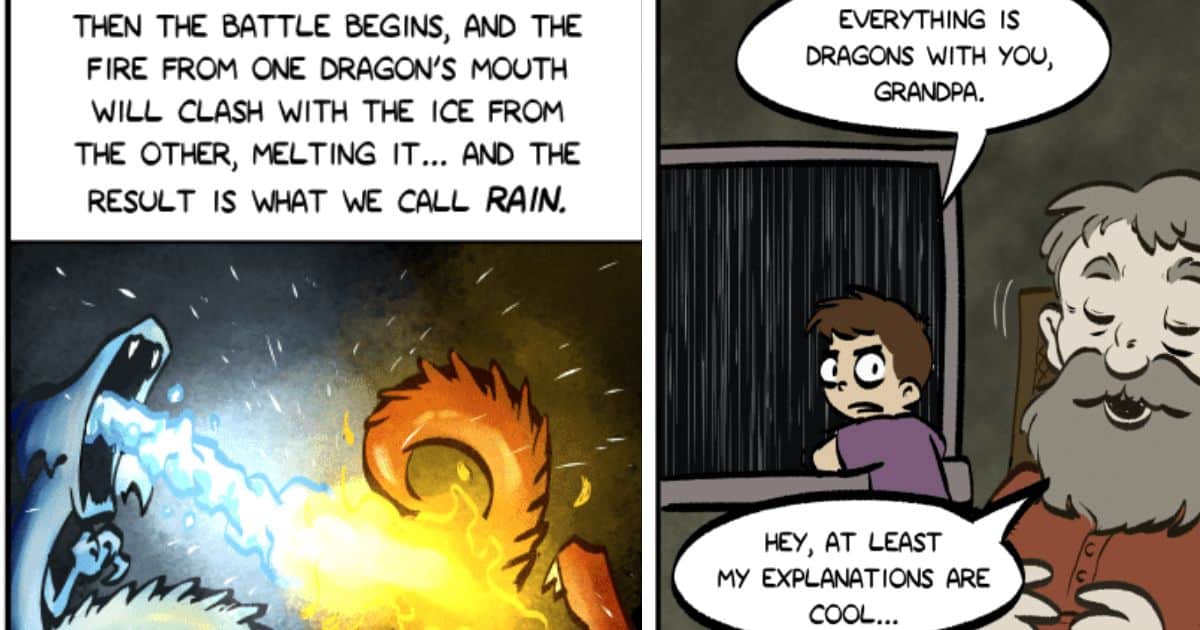 THEN THE BATTLE BEGINS, AND THE
FIRE FROM ONE DRAGON'S MOUTH
WILL CLASH WITH THE ICE FROM
THE OTHER, MELTING IT... AND THE
RESULT IS WHAT WE CALL RAIN.
EVERYTHING IS
DRAGONS WITH YOU,
GRANDPA.
HEY, AT LEAST
MY EXPLANATIONS ARE
COOL...